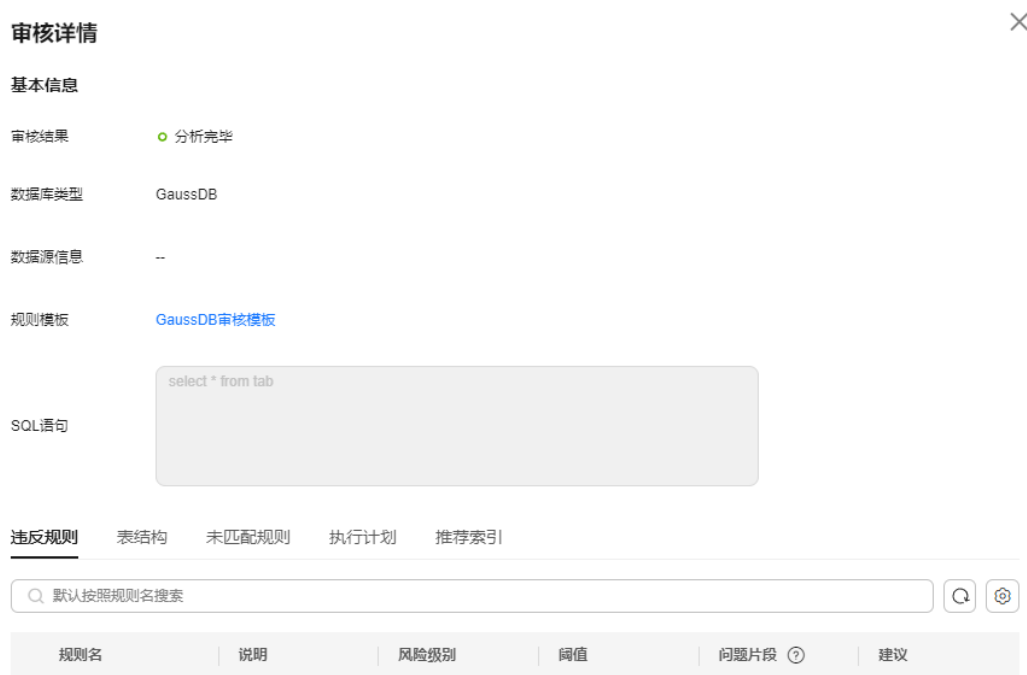 审核详情
基本信息
审核结果 分析完毕
数据库类型 GaussDB
数据源信息 --
规则模板 GaussDB审核模板
select * from tab
SQL语句
违反规则 表结构 未匹配规则 执行计划 推荐索引
默认按照规则名搜索
规则名 说明 风险级别 阈值 问题片段 ? 建议